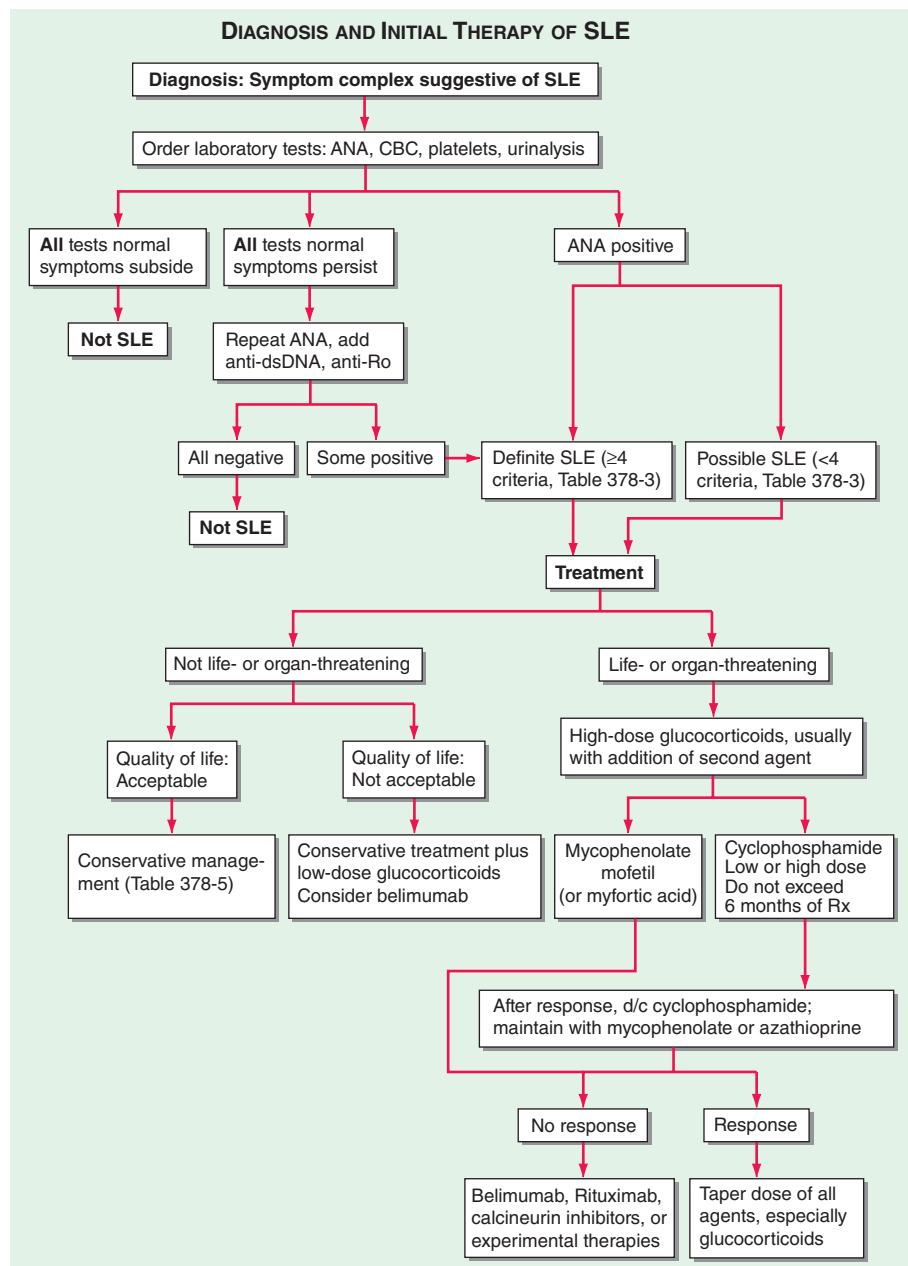 DIAGNOSIS AND INITIAL THERAPY OF SLE
Diagnosis: Symptom complex suggestive of SLE
Order laboratory tests: ANA, CBC, platelets, urinalysis
All tests normal
symptoms subside
All tests normal
symptoms persist
ANA positive
Not SLE
Repeat ANA, add
anti-dsDNA, anti-Ro
All negative
Some positive
Definite SLE (≥4
criteria, Table 378-3)
Possible SLE (<4
criteria, Table 378-3)
Not SLE
Treatment
Not life- or organ-threatening
Life- or organ-threatening
Quality of life:
Acceptable
Quality of life:
Not acceptable
High-dose glucocorticoids, usually
with addition of second agent
Conservative manage-
ment (Table 378-5)
Conservative treatment plus
low-dose glucocorticoids
Consider belimumab
Mycophenolate
mofetil
(or myfortic acid)
Cyclophosphamide
Low or high dose
Do not exceed
6 months of Rx
After response, d/c cyclophosphamide;
maintain with mycophenolate or azathioprine
No response
Response
Belimumab, Rituximab,
calcineurin inhibitors, or
experimental therapies
Taper dose of all
agents, especially
glucocorticoids